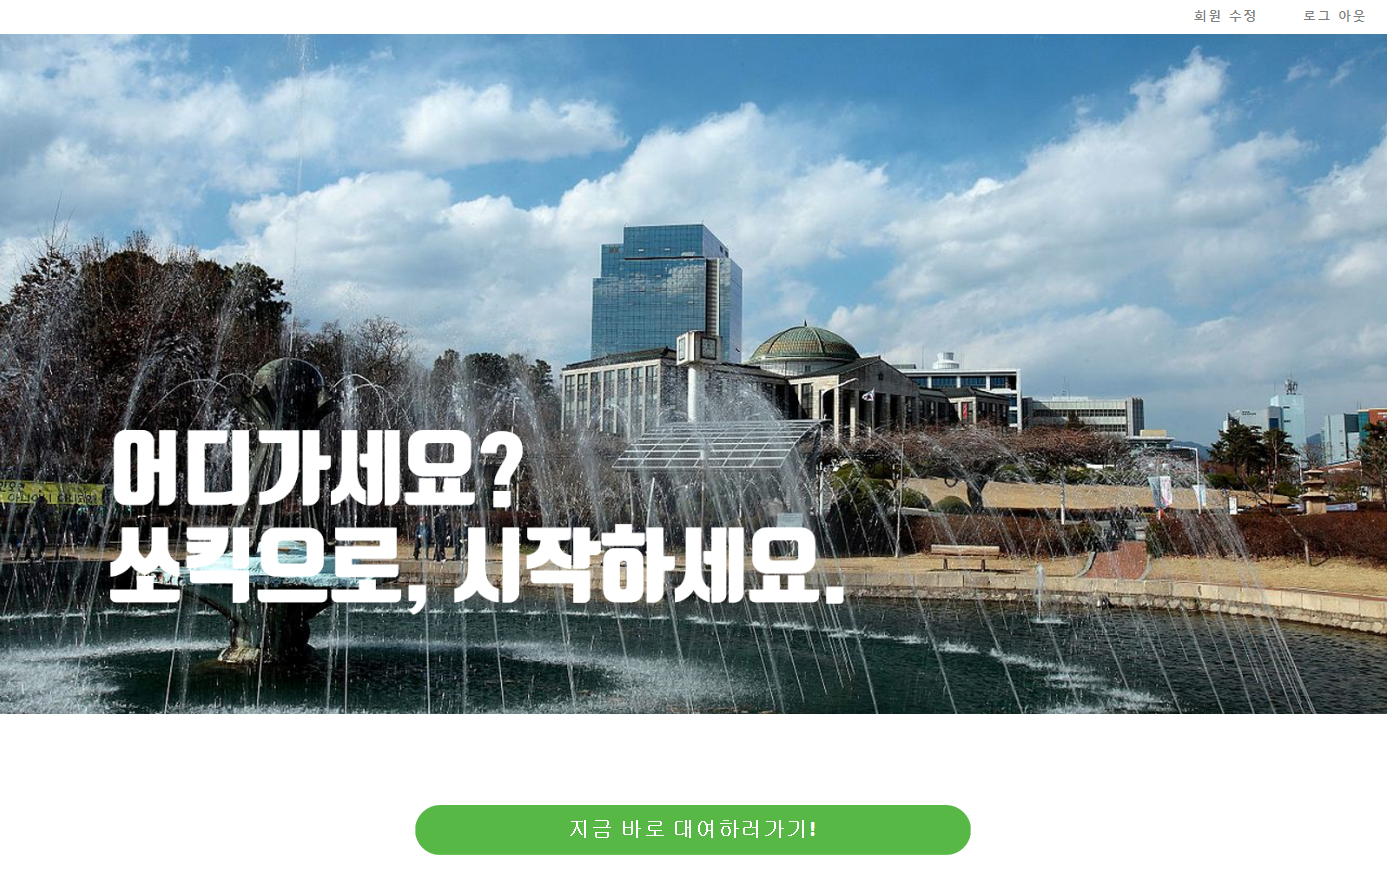 회원 수정 로그 아웃
어디가세요?
쏘킥으로, 시작하세요.
지금 바로 대여하러가기!